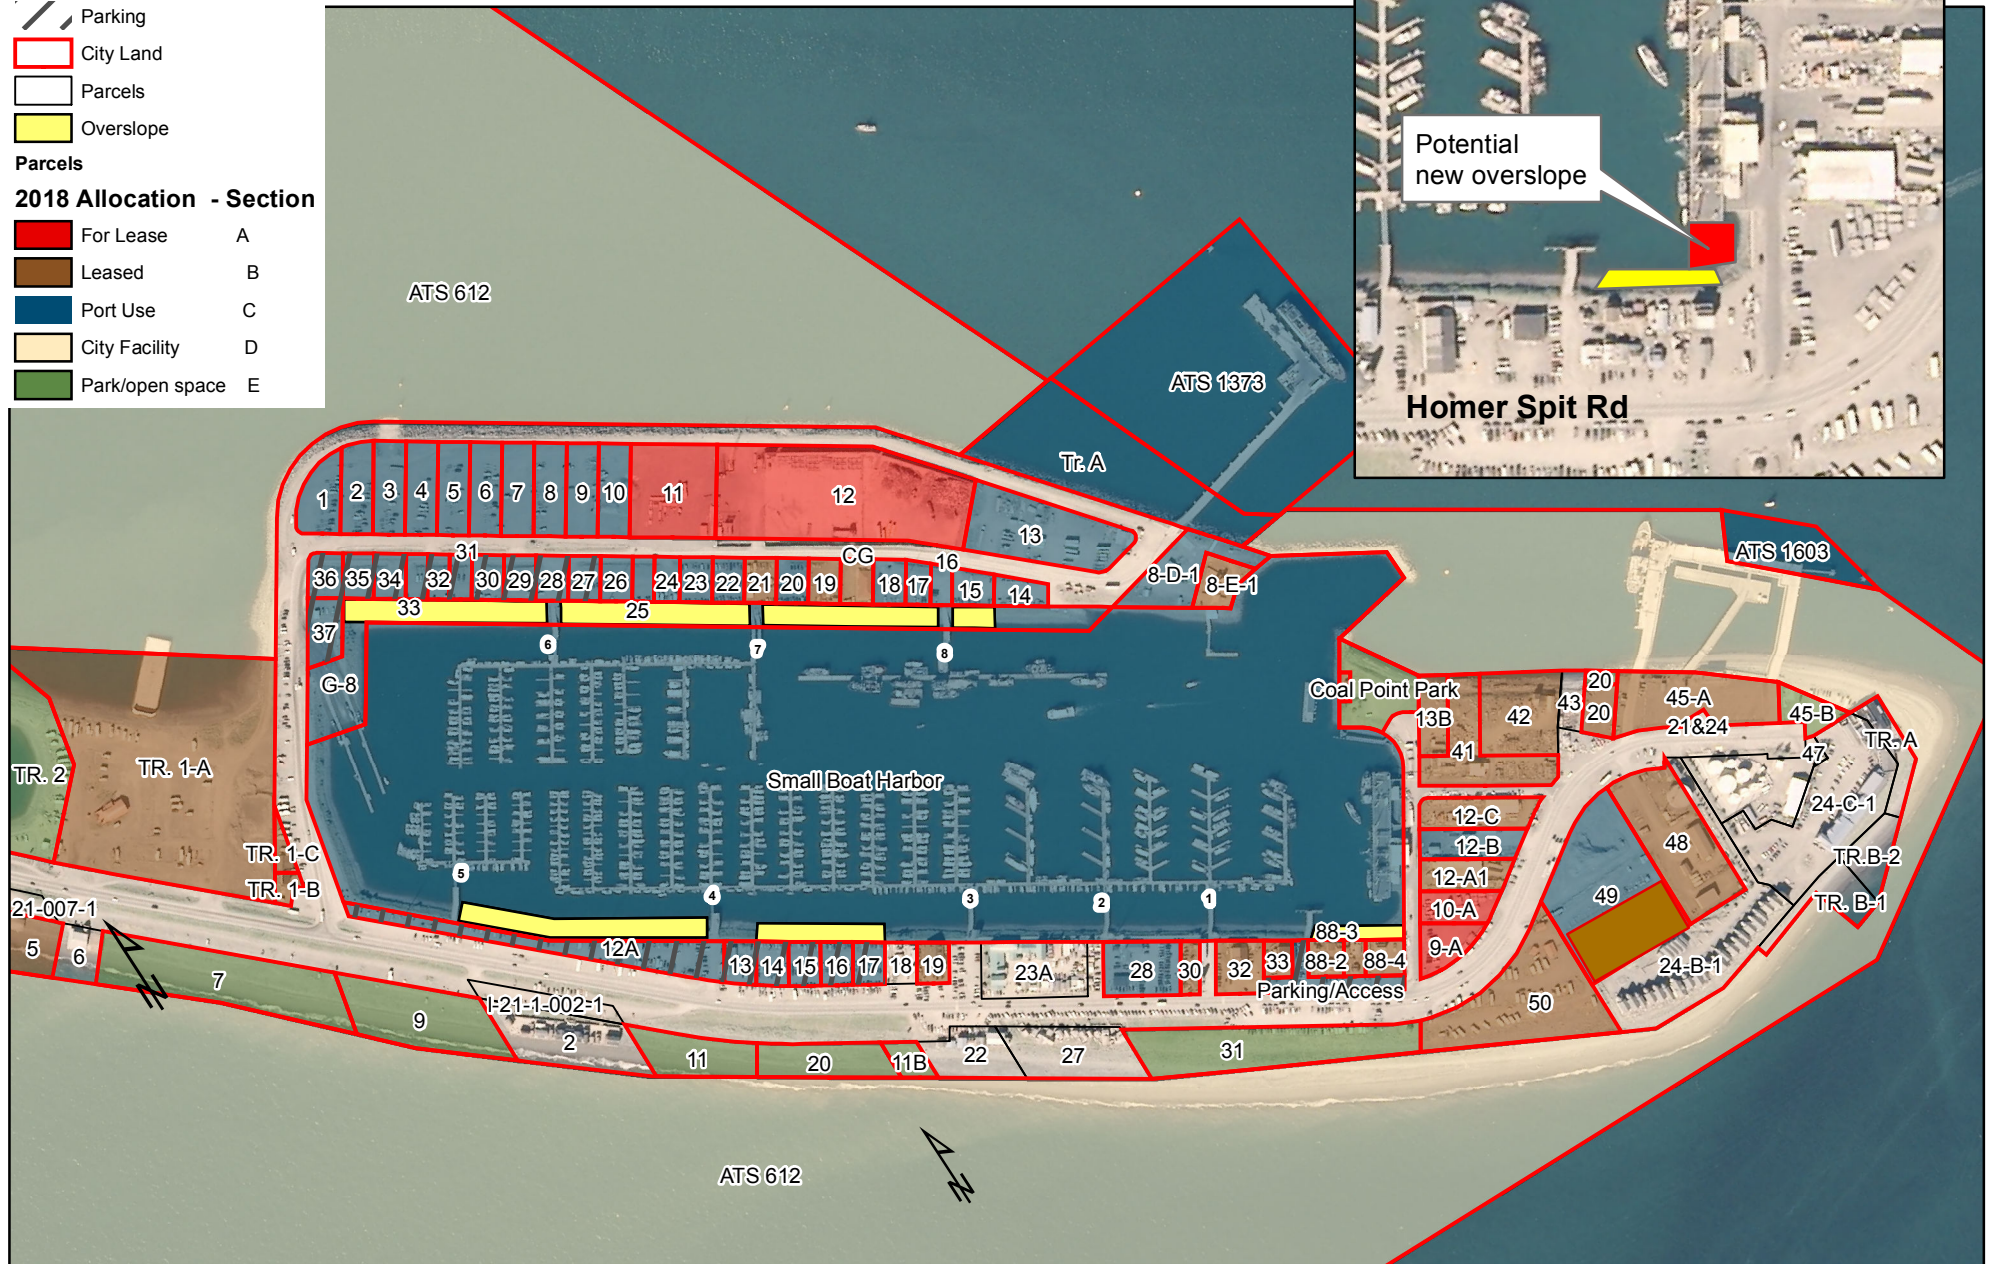 Parking
City Land
Parcels
Overslope
Parcels
2018 Allocation - Section
For Lease A
Leased B
Port Use C
City Facility D
Park/open space E
Potential
new overslope
Homer Spit Rd
ATS 612
ATS 1373
Tr. A
ATS 1603
1 2 3 4 5 6 7 8 9 10 11 12 13
31 CG 16
36 35 34 32 30 29 28 27 26 24 23 22 21 20 19 18 17 15 14
8-D-1 8-E-1
33 25
37
6 7 8
G-8
Coal Point Park
13B 41 42 43 20 20 45-A 21&24 45-B
TR. A
47
TR. 2 TR. 1-A
Small Boat Harbor
24-C-1
12-C
12-B
48
TR. 1-C
TR. 1-B
TR.B-2
12-A1
5 4 3 2 1
49
TR. B-1
21-007-1
10-A
88-3
9-A
5 6 7
12A 13 14 15 16 17 18 19 23A 28 30 32 33 88-2 88-4
24-B-1
Parking/Access
I-21-1-002-1
50
9 2 11 20 11B 22 27 31
ATS 612
N
N